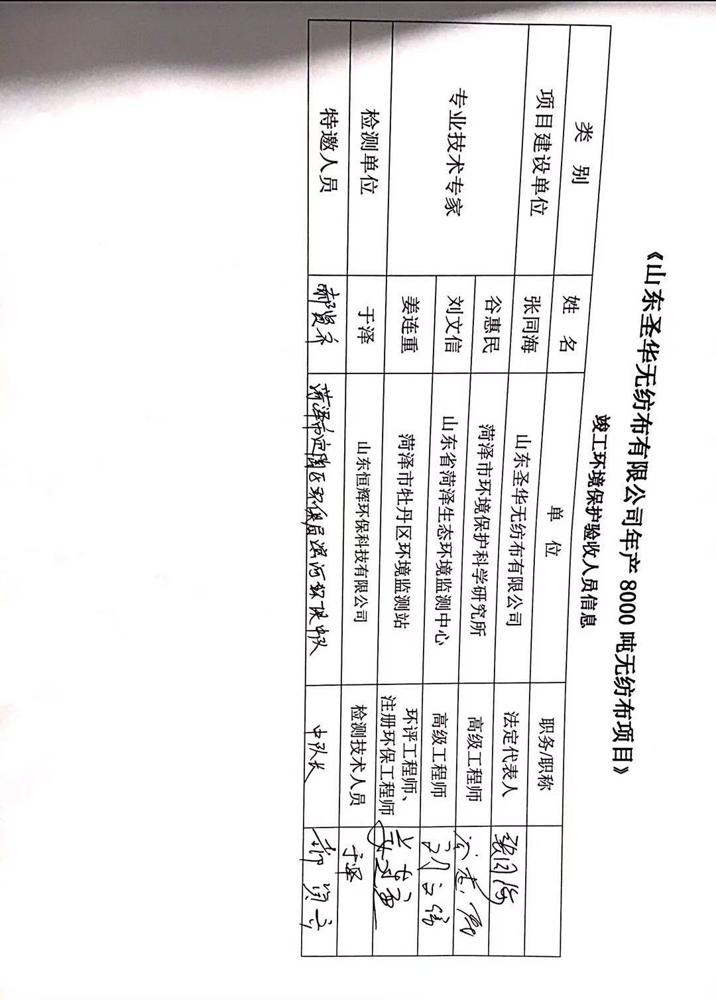 《山东圣华无纺布有限公司年产 8000 吨无纺布项目》
竣工环境保护验收人员信息
类 别 姓 名 单 位 职务/职称
项目建设单位 张同海 山东圣华无纺布有限公司 法定代表人 张同海
专业技术专家 谷惠民 菏泽市环境保护科学研究所 高级工程师 谷惠民
刘文信 山东省菏泽生态环境监测中心 高级工程师 刘文信
姜连重 菏泽市牡丹区环境监测站 环评工程师、
注册环保工程师
检测单位 于泽 山东恒辉环保科技有限公司 检测技术人员 于泽
特邀人员 菏泽市定陶区环保局滨河环保中队 中队长